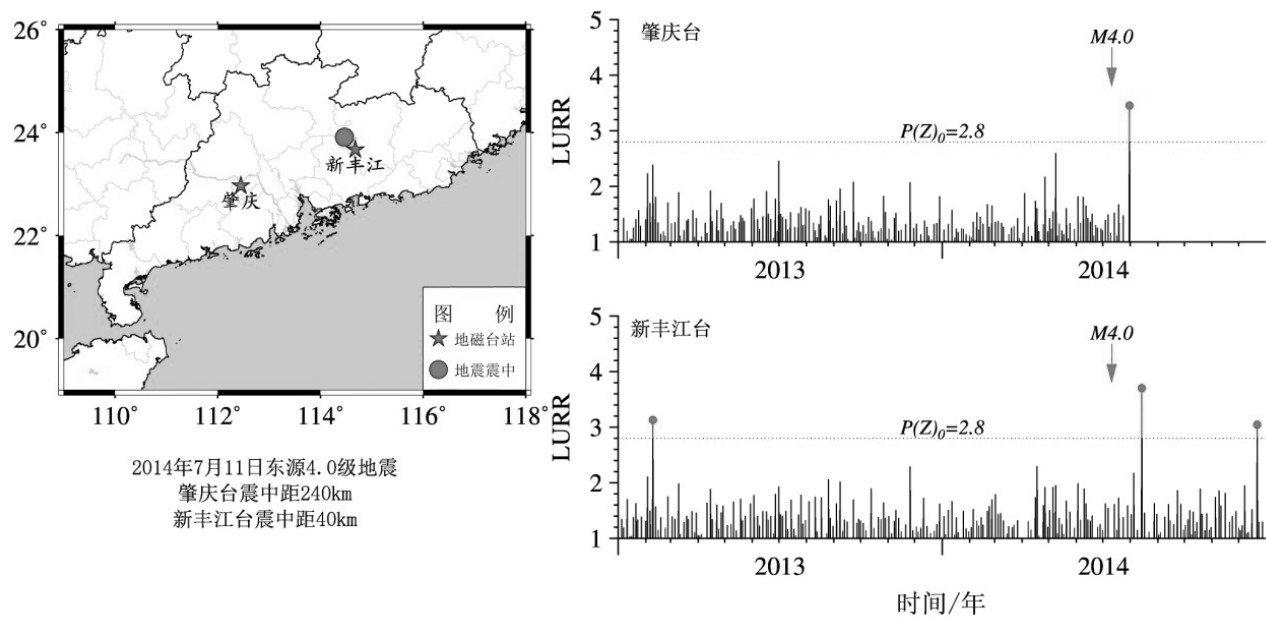 26°
24°
22°
20°
110°
112°
114°
116°
118°
新丰江
肇庆
图 例
地磁台站
地震震中
2014年7月11日东源4.0级地震
肇庆台震中距240km
新丰江台震中距40km
5
4
3
2
1
LURR
肇庆台
M4.0
P(Z)₀=2.8
2013
2014
5
4
3
2
1
LURR
新丰江台
M4.0
P(Z)₀=2.8
2013
2014
时间/年